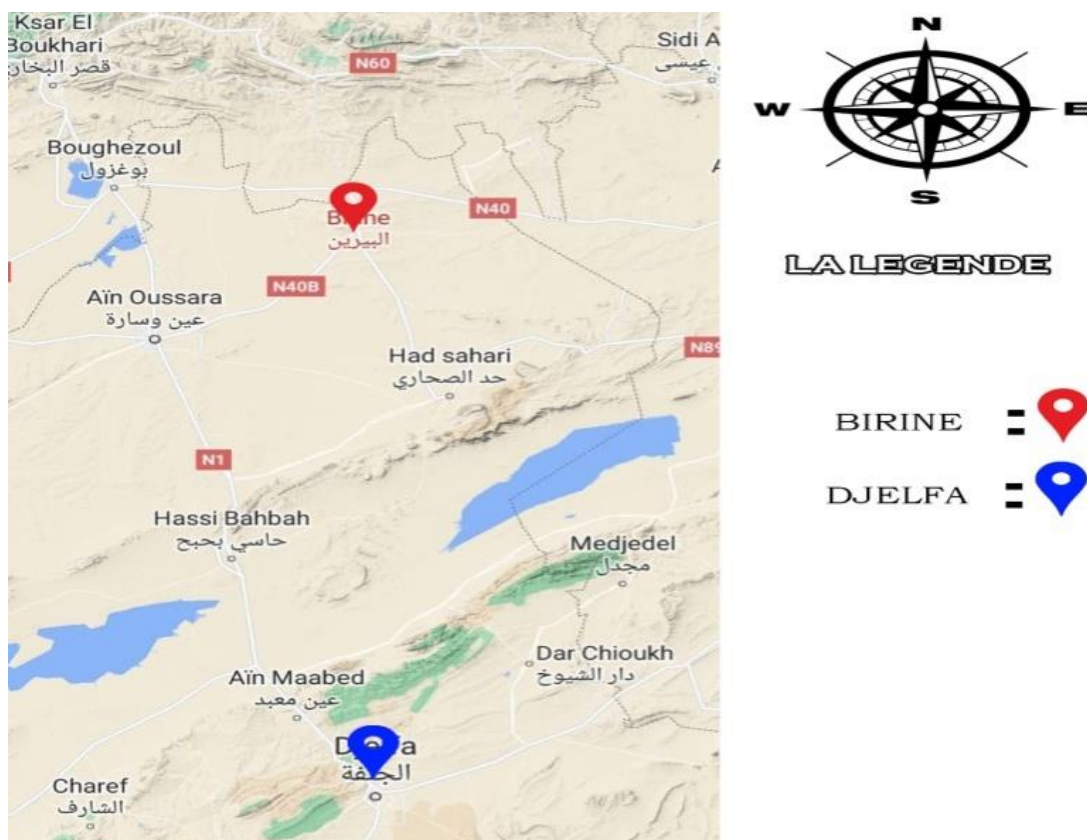 Ksar El
Boukhari
قصر البخاري
N60
Sidi A
عيسى
Boughezoul
بوغزول
N40
البيرين
N40B
Aïn Oussara
عين وسارة
Had sahari
حد الصحاري
N89
N1
Hassi Bahbah
حاسي بحبح
Medjedel
مجدل
Dar Chioukh
دار الشيوخ
Aïn Maabed
عين معبد
Charef
الشارف
N
W
E
S
LA LEGENDE
BIRINE =
DJELFA =